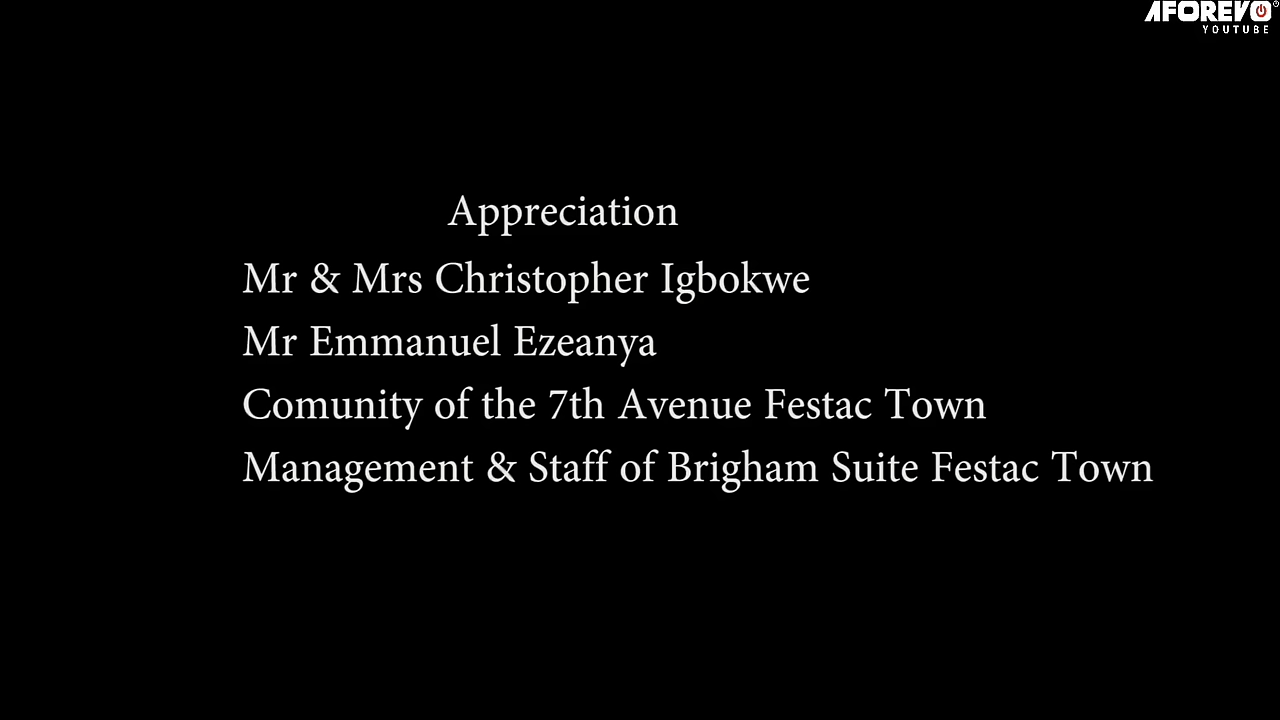 AFOREVO
YOUTUBE
Appreciation
Mr & Mrs Christopher Igbokwe
Mr Emmanuel Ezeanya
Comunity of the 7th Avenue Festac Town
Management & Staff of Brigham Suite Festac Town